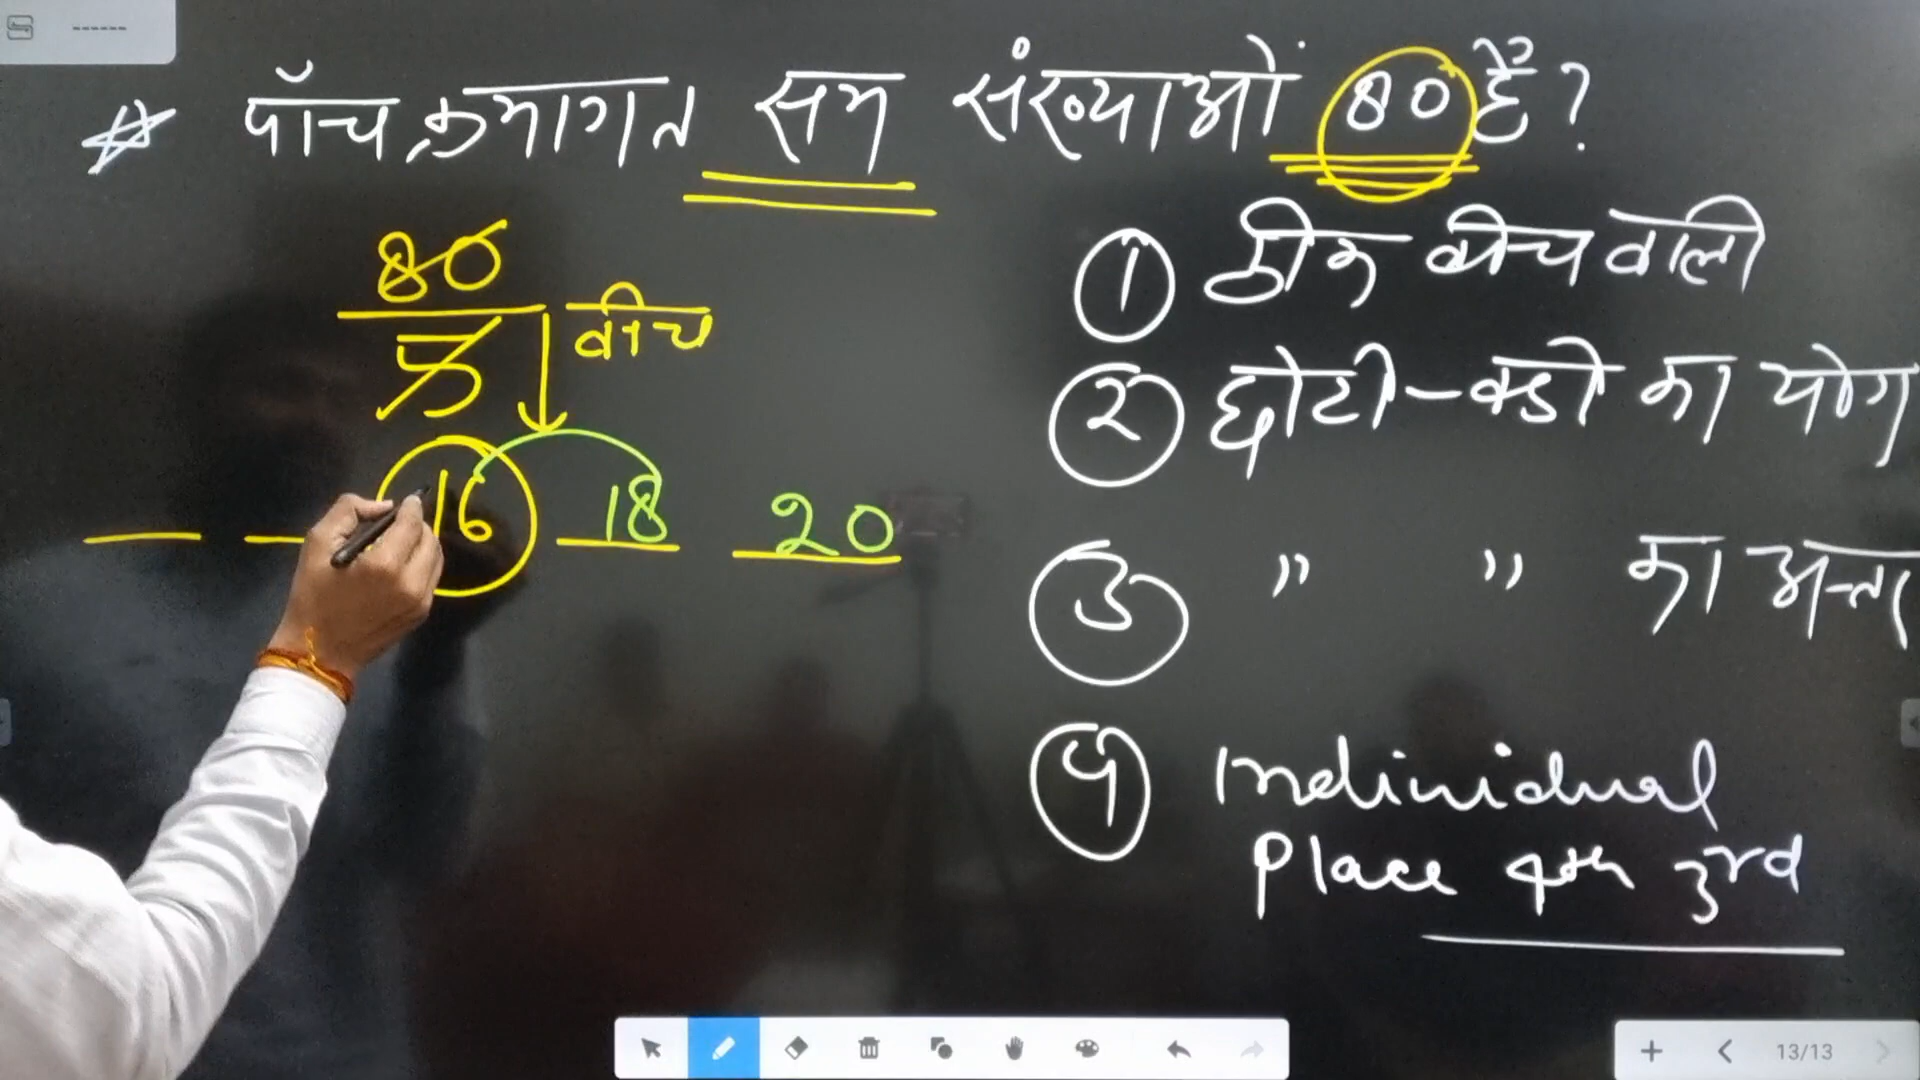 पाँच क्रमागत सम संख्याओं 80 है ?
80
5
बीच
16 18 20
① ठीक बीच वाली
② छोटी - बडी का योग
③ " " का अन्तर
④ Individual
Place 4th 3rd
13/13